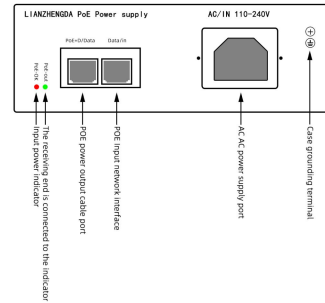 LIANZHENGDA PoE Power supply
AC/IN 110-240V
PoE+D/Data
Data/in
PoE-OK
PoE-out
Input power indicator
The receiving end is connected to the indicator
POE power output cable port
POE Input network interface
AC AC power supply port
Case grounding terminal